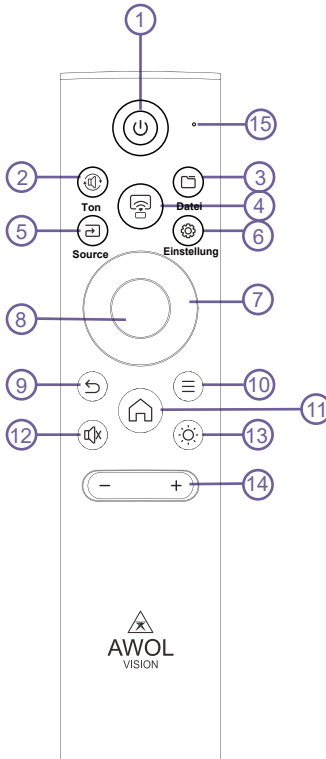 1
15
2
3
Ton
Datei
4
5
6
Source
Einstellung
7
8
9
10
11
12
13
− +
14
AWOL
VISION